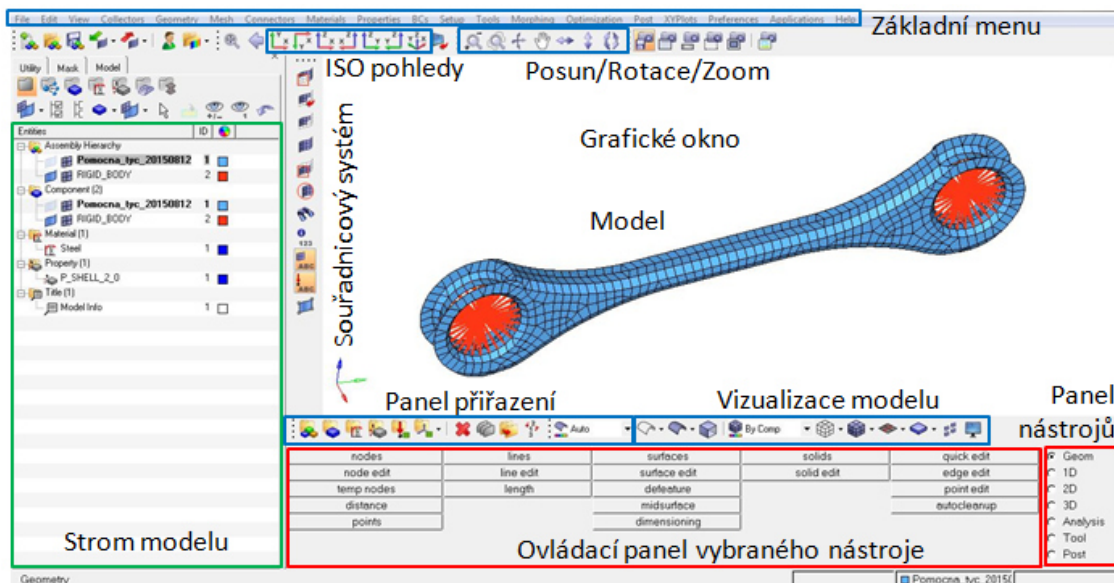 File Edit View Collectors Geometry Mesh Connectors Materials Properties BCs Setup Tools Morphing Optimization Post XYPlots Preferences Applications Help
Základní menu
Utility Mask Model
ISO pohledy
Posun/Rotace/Zoom
Entities ID
Assembly Hierarchy
Pomocna_tyc_20150812 1
RIGID_BODY 2
Component (2)
Pomocna_tyc_20150812 1
RIGID_BODY 2
Material (1)
Steel 1
Property (1)
P_SHELL_2_0 1
Title (1)
Model Info 1
Strom modelu
Souřadnicový systém
123
ABC
ABC
Grafické okno
Model
Panel přiřazení
Vizualizace modelu
Panel
nástrojů
Auto
By Comp
nodes lines surfaces solids quick edit
node edit line edit surface edit solid edit edge edit
temp nodes length defeature point edit
distance midsurface autocleanup
points dimensioning
Ovládací panel vybraného nástroje
Geom
1D
2D
3D
Analysis
Tool
Post
Geometry
Pomocna_tyc_2015(